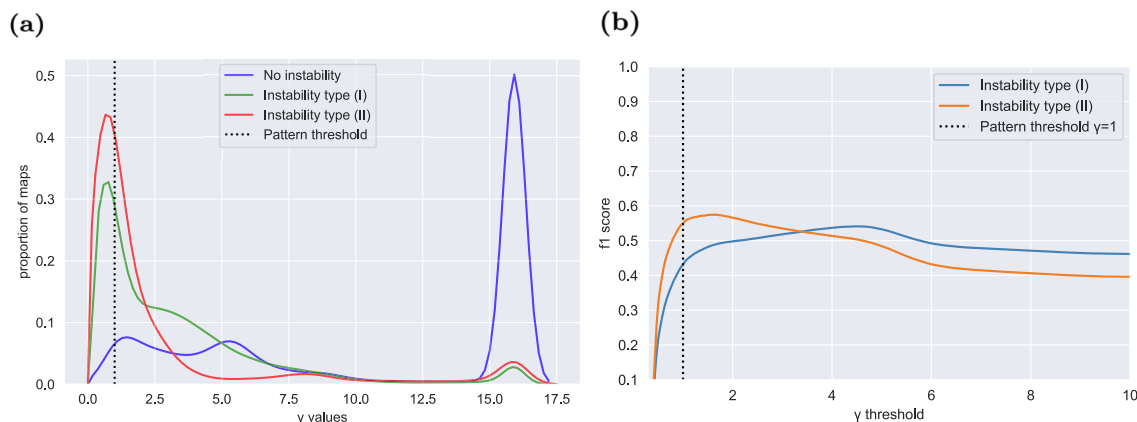 (a)
No instability
Instability type (I)
Instability type (II)
Pattern threshold
proportion of maps
0.5
0.4
0.3
0.2
0.1
0.0
0.0 2.5 5.0 7.5 10.0 12.5 15.0 17.5
v values
(b)
Instability type (I)
Instability type (II)
Pattern threshold γ=1
f1 score
1.0
0.9
0.8
0.7
0.6
0.5
0.4
0.3
0.2
0.1
2 4 6 8 10
γ threshold